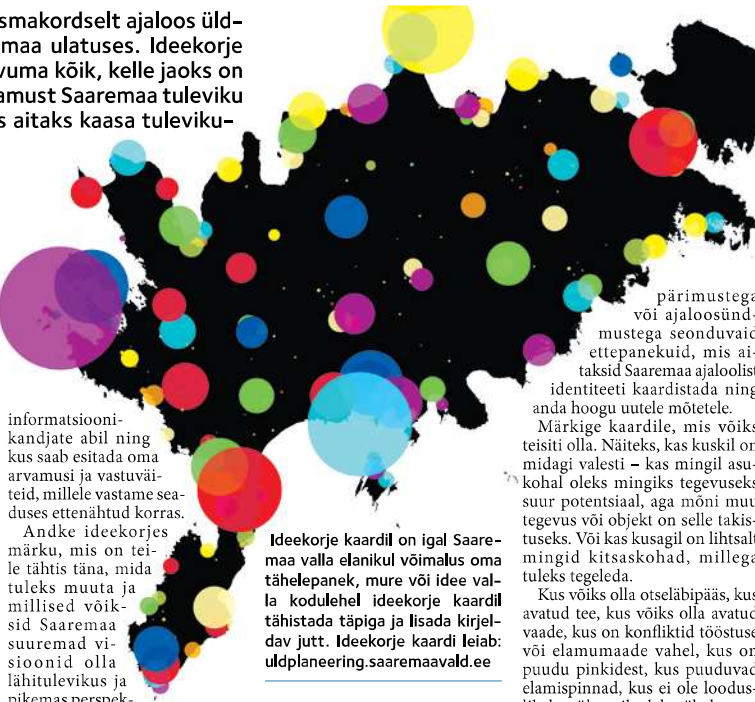 smakordselt ajaloos üld-
maa ulatuses. Ideekorje
vuma kõik, kelle jaoks on
amust Saaremaa tuleviku
s aitaks kaasa tuleviku-
informatsiooni-
kandjate abil ning
kus saab esitada oma
arvamusi ja vastuväi-
teid, millele vastame sea-
duses ettenähtud korras.
Andke ideekorjes
märku, mis on tei-
le tähtis täna, mida
tuleks muuta ja
millised võik-
sid Saaremaa
suuremad vi-
sioonid olla
lähitulevikus ja
pikemas perspek-
Ideekorje kaardil on igal Saare-
maa valla elanikul võimalus oma
tähelepanek, mure või idee val-
la kodulehel ideekorje kaardil
tähistada täpiga ja lisada kirjel-
dav jutt. Ideekorje kaardi leiab:
uldplaneering.saaremaavald.ee
pärimustega
või ajaloosünd-
mustega seonduvaid
ettepanekuid, mis ai-
taksid Saaremaa ajaloolist
identiteeti kaardistada ning
anda hoogu uutele mõtetele.
Märkige kaardile, mis võiks
teisiti olla. Näiteks, kas kuskil on
midagi valesti – kas mingil asu-
kohal oleks mingiks tegevuseks
suur potentsiaal, aga mõni muu
tegevus või objekt on selle takis-
tuseks. Või kas kusagil on lihtsalt
mingid kitsaskohad, millega
tuleks tegeleda.
Kus võiks olla otseläbipääs, kus
avatud tee, kus võiks olla avatud
vaade, kus on konfliktid tööstuse
või elamumaade vahel, kus on
puudu pinkidest, kus puuduvad
elamispinnad, kus ei ole loodus-